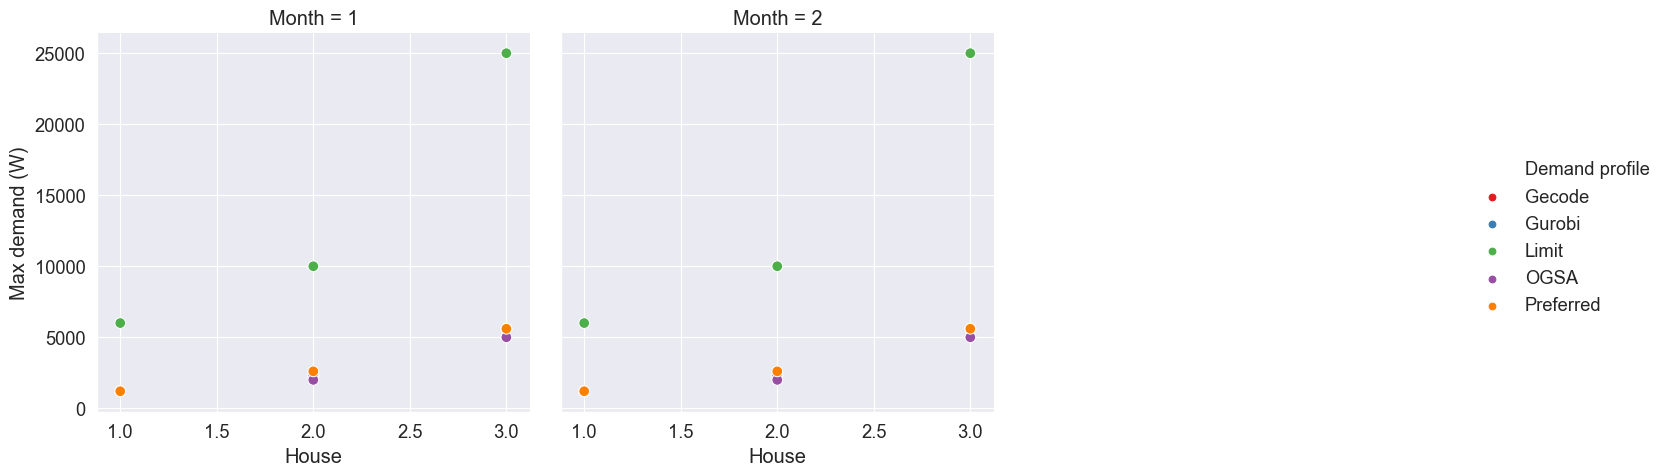 Month = 1
Month = 2
Max demand (W)
25000
20000
15000
10000
5000
0
1.0 1.5 2.0 2.5 3.0
House
1.0 1.5 2.0 2.5 3.0
House
Demand profile
Gecode
Gurobi
Limit
OGSA
Preferred